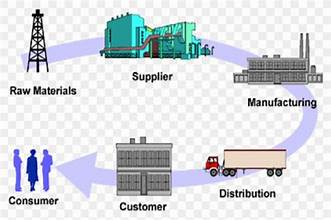 Raw Materials
Supplier
Manufacturing
Distribution
Customer
Consumer